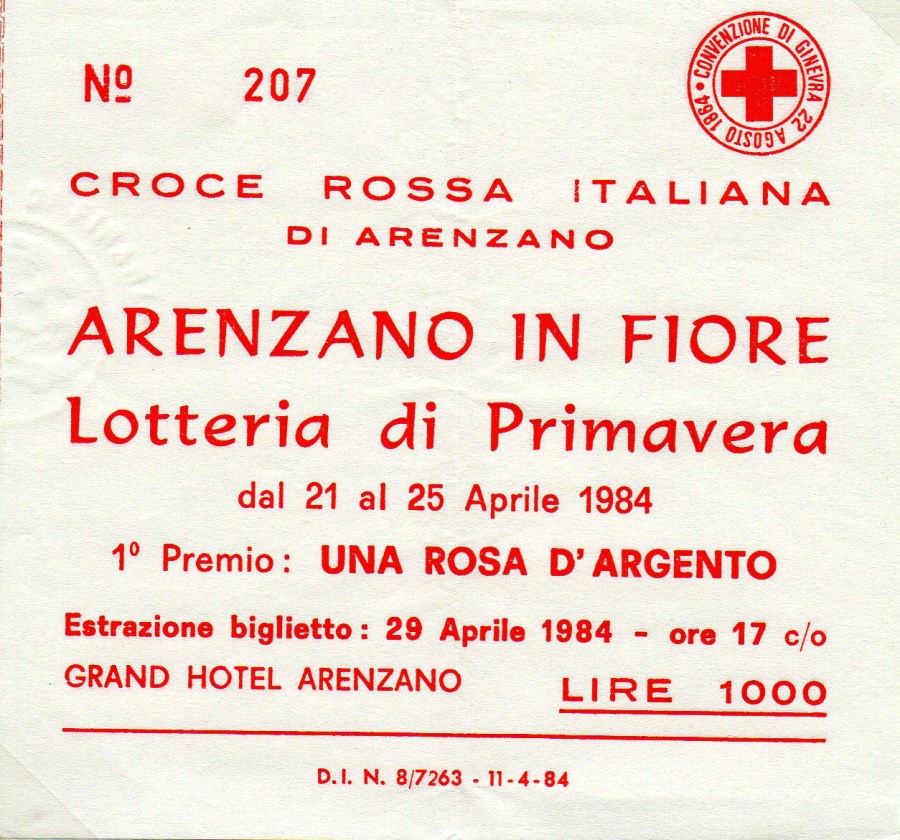 Nº 207
CONVENZIONE DI GINEVRA 22 AGOSTO 1864
CROCE ROSSA ITALIANA
DI ARENZANO
ARENZANO IN FIORE
Lotteria di Primavera
dal 21 al 25 Aprile 1984
1º Premio: UNA ROSA D'ARGENTO
Estrazione biglietto: 29 Aprile 1984 - ore 17 c/o
GRAND HOTEL ARENZANO
LIRE 1000
D.I. N. 8/7263 - 11-4-84